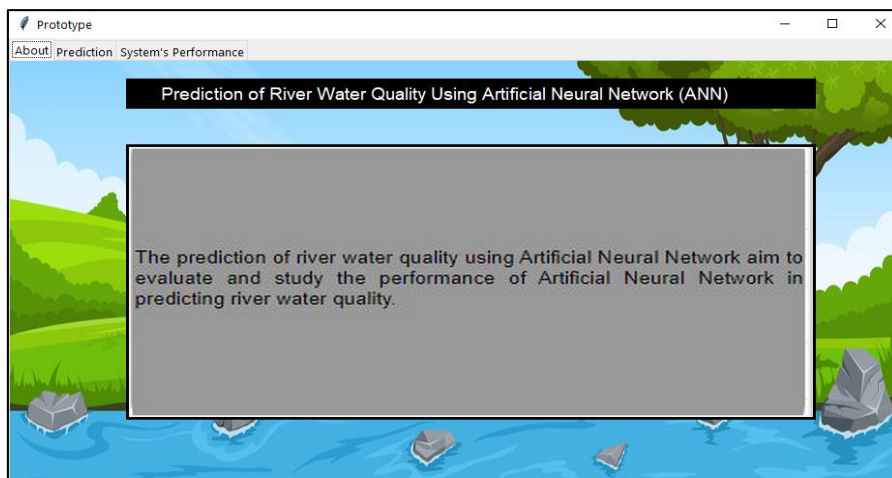 Prototype
About Prediction System's Performance
Prediction of River Water Quality Using Artificial Neural Network (ANN)
The prediction of river water quality using Artificial Neural Network aim to
evaluate and study the performance of Artificial Neural Network in
predicting river water quality.